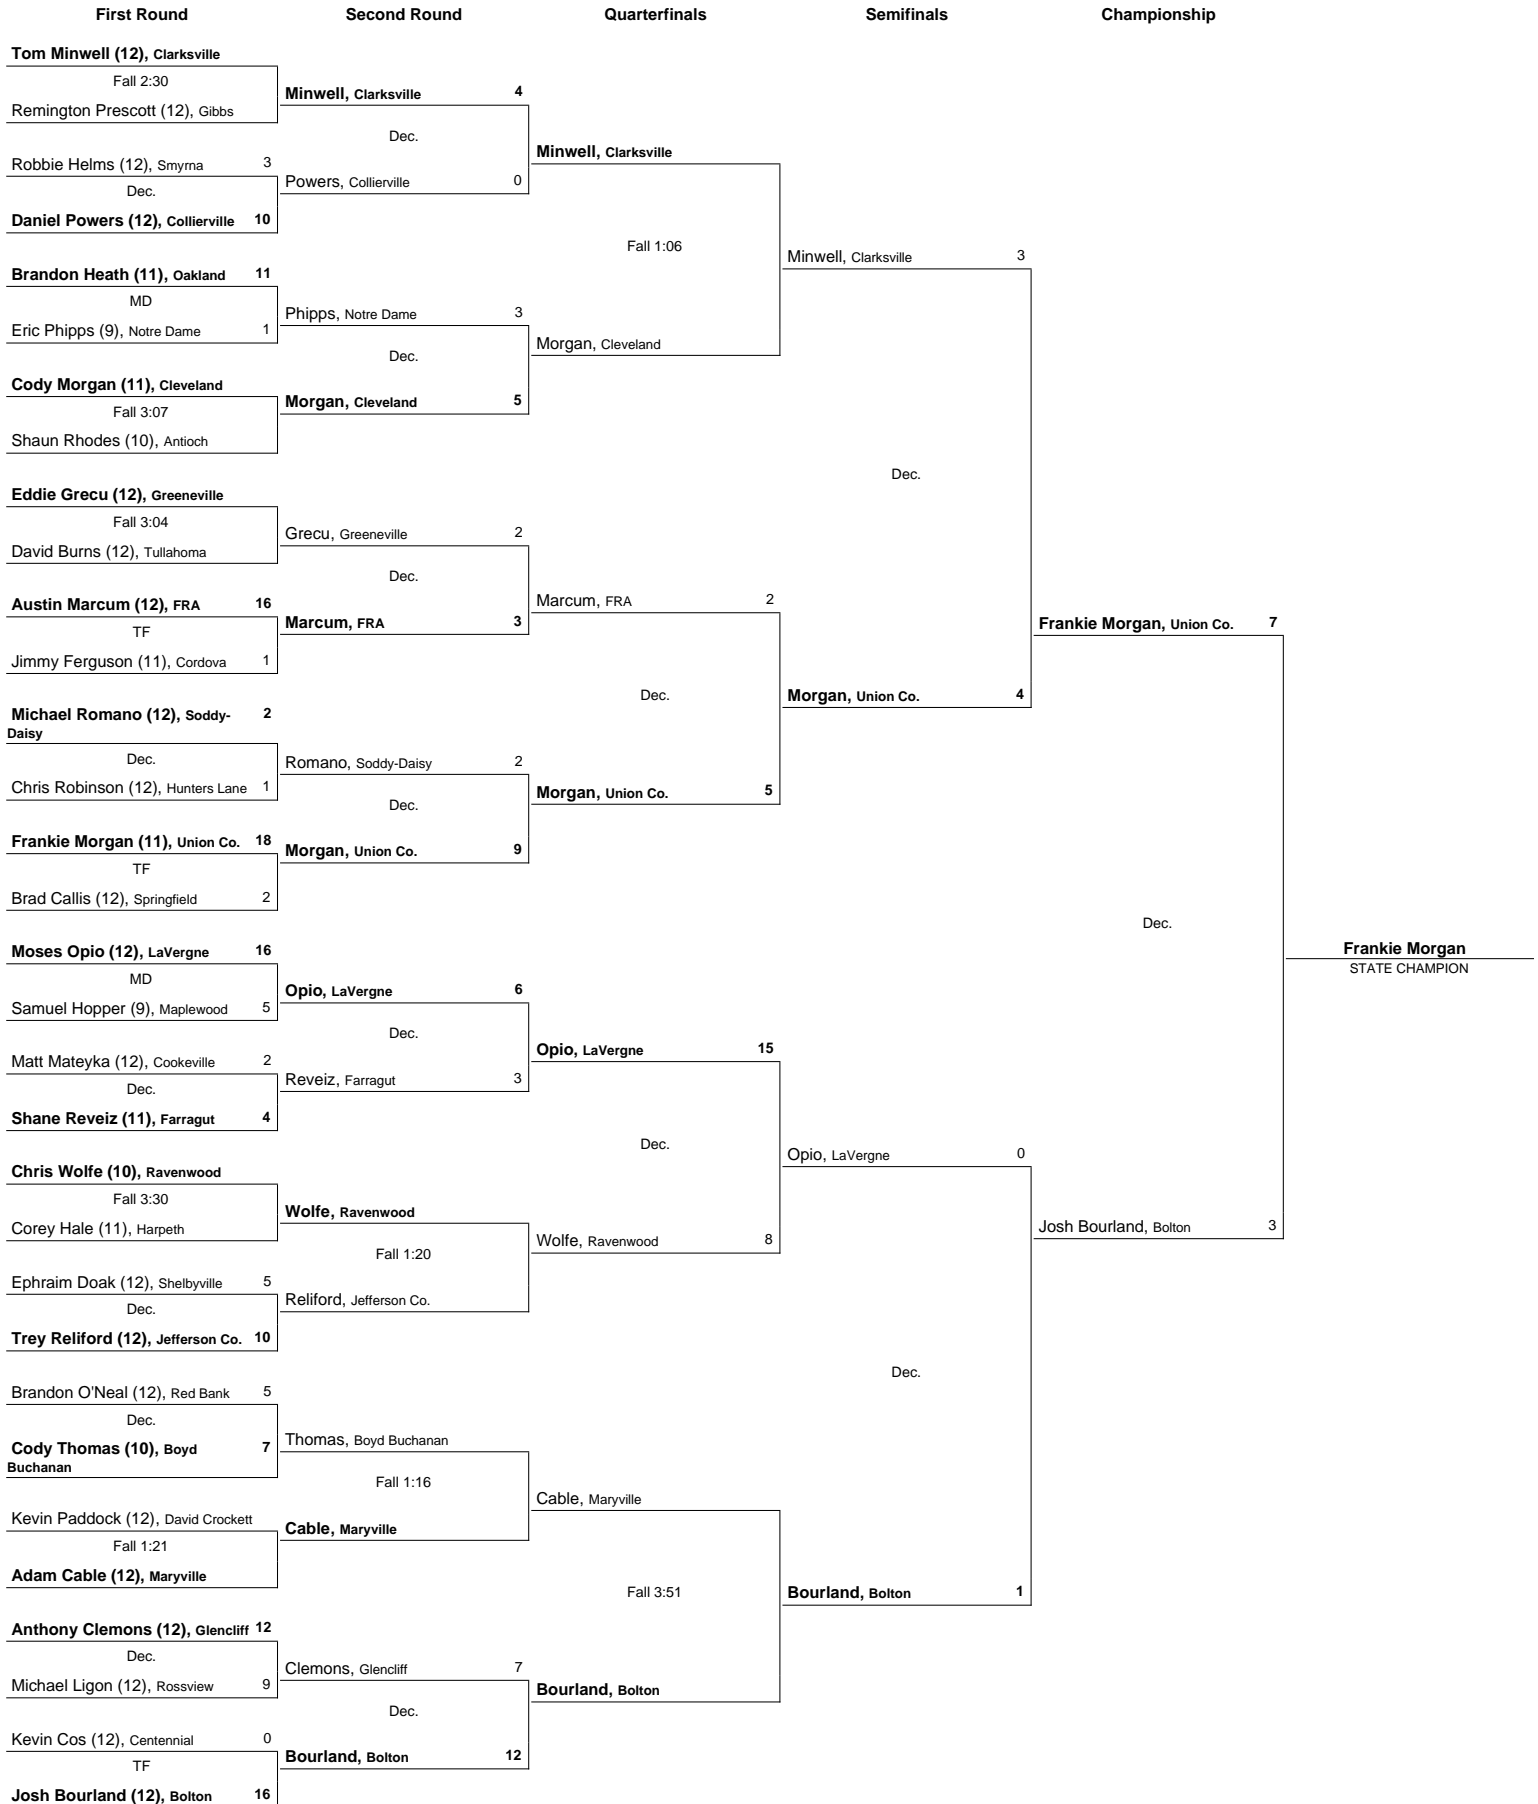 First Round
Second Round
Quarterfinals
Semifinals
Championship
Tom Minwell (12), Clarksville
Fall 2:30
Remington Prescott (12), Gibbs
Robbie Helms (12), Smyrna 3
Dec.
Daniel Powers (12), Collierville 10
Brandon Heath (11), Oakland 11
MD
Eric Phipps (9), Notre Dame 1
Cody Morgan (11), Cleveland
Fall 3:07
Shaun Rhodes (10), Antioch
Eddie Grecu (12), Greeneville
Fall 3:04
David Burns (12), Tullahoma
Austin Marcum (12), FRA 16
TF
Jimmy Ferguson (11), Cordova 1
Michael Romano (12), Soddy- 2
Daisy
Dec.
Chris Robinson (12), Hunters Lane 1
Frankie Morgan (11), Union Co. 18
TF
Brad Callis (12), Springfield 2
Moses Opio (12), LaVergne 16
MD
Samuel Hopper (9), Maplewood 5
Matt Mateyka (12), Cookeville 2
Dec.
Shane Reveiz (11), Farragut 4
Chris Wolfe (10), Ravenwood
Fall 3:30
Corey Hale (11), Harpeth
Ephraim Doak (12), Shelbyville 5
Dec.
Trey Reliford (12), Jefferson Co. 10
Brandon O'Neal (12), Red Bank 5
Dec.
Cody Thomas (10), Boyd 7
Buchanan
Kevin Paddock (12), David Crockett
Fall 1:21
Adam Cable (12), Maryville
Anthony Clemons (12), Glencliff 12
Dec.
Michael Ligon (12), Rossview 9
Kevin Cos (12), Centennial 0
TF
Josh Bourland (12), Bolton 16
Minwell, Clarksville 4
Dec.
Powers, Collierville 0
Phipps, Notre Dame 3
Dec.
Morgan, Cleveland 5
Grecu, Greeneville 2
Dec.
Marcum, FRA 3
Romano, Soddy-Daisy 2
Dec.
Morgan, Union Co. 9
Opio, LaVergne 6
Dec.
Reveiz, Farragut 3
Wolfe, Ravenwood
Fall 1:20
Reliford, Jefferson Co.
Thomas, Boyd Buchanan
Fall 1:16
Cable, Maryville
Clemons, Glencliff 7
Dec.
Bourland, Bolton 12
Minwell, Clarksville
Fall 1:06
Morgan, Cleveland
Marcum, FRA 2
Dec.
Morgan, Union Co. 5
Opio, LaVergne 15
Dec.
Wolfe, Ravenwood 8
Cable, Maryville
Fall 3:51
Bourland, Bolton
Minwell, Clarksville 3
Dec.
Morgan, Union Co. 4
Opio, LaVergne 0
Dec.
Bourland, Bolton 1
Frankie Morgan, Union Co. 7
Dec.
Josh Bourland, Bolton 3
Frankie Morgan
STATE CHAMPION